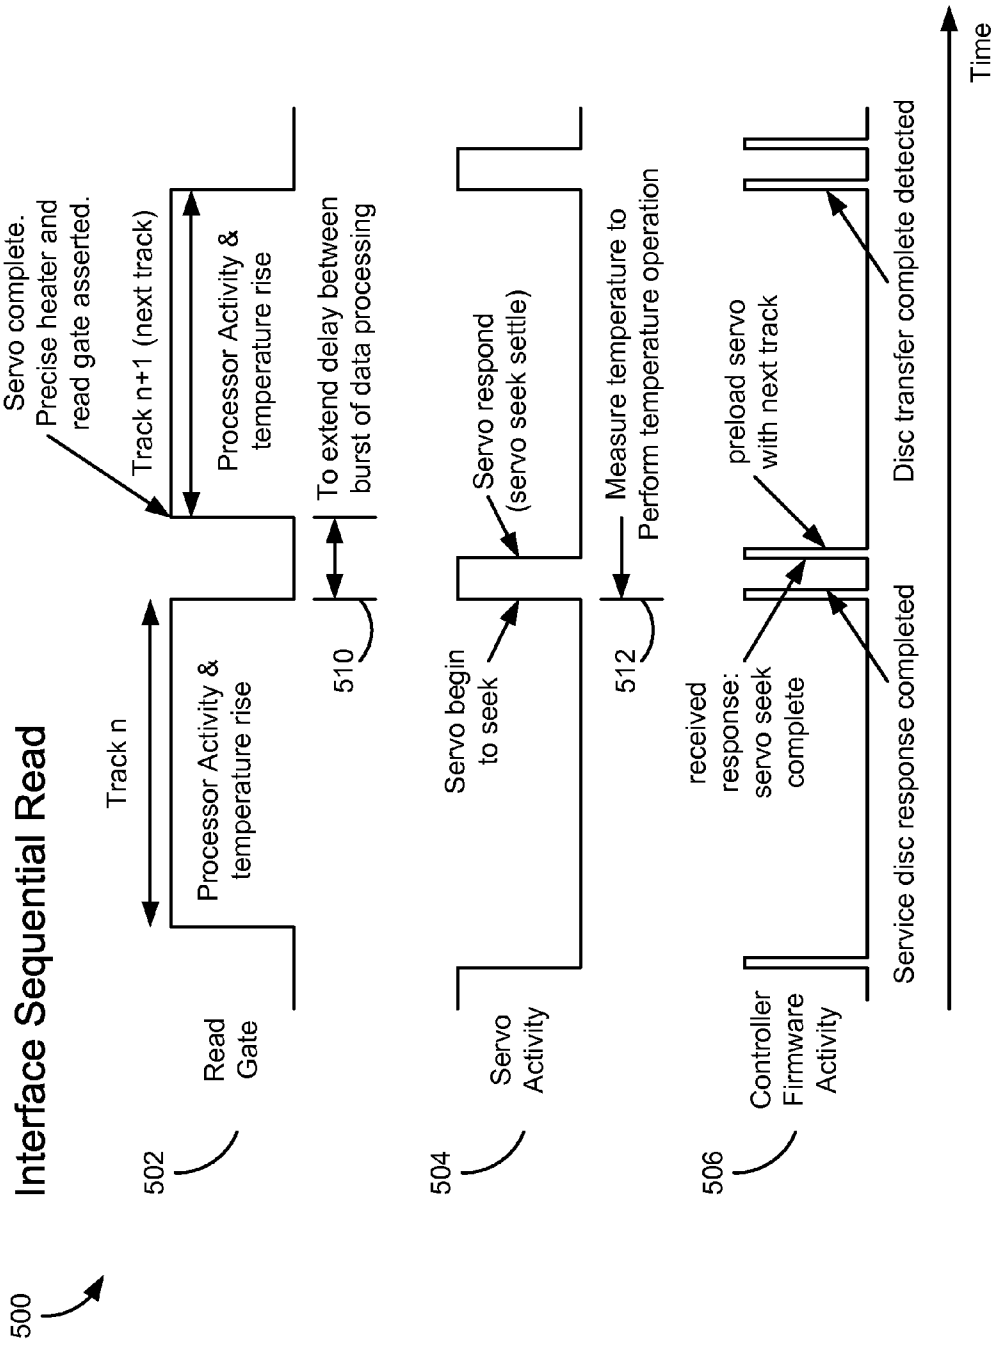 500
Interface Sequential Read
Servo complete.
Precise heater and
read gate asserted.
Track n
Track n+1 (next track)
502
Read
Gate
Processor Activity &
temperature rise
Processor Activity &
temperature rise
510
To extend delay between
burst of data processing
504
Servo
Activity
Servo begin
to seek
Servo respond
(servo seek settle)
512
Measure temperature to
Perform temperature operation
506
Controller
Firmware
Activity
received
response:
servo seek
complete
preload servo
with next track
Service disc response completed
Disc transfer complete detected
Time